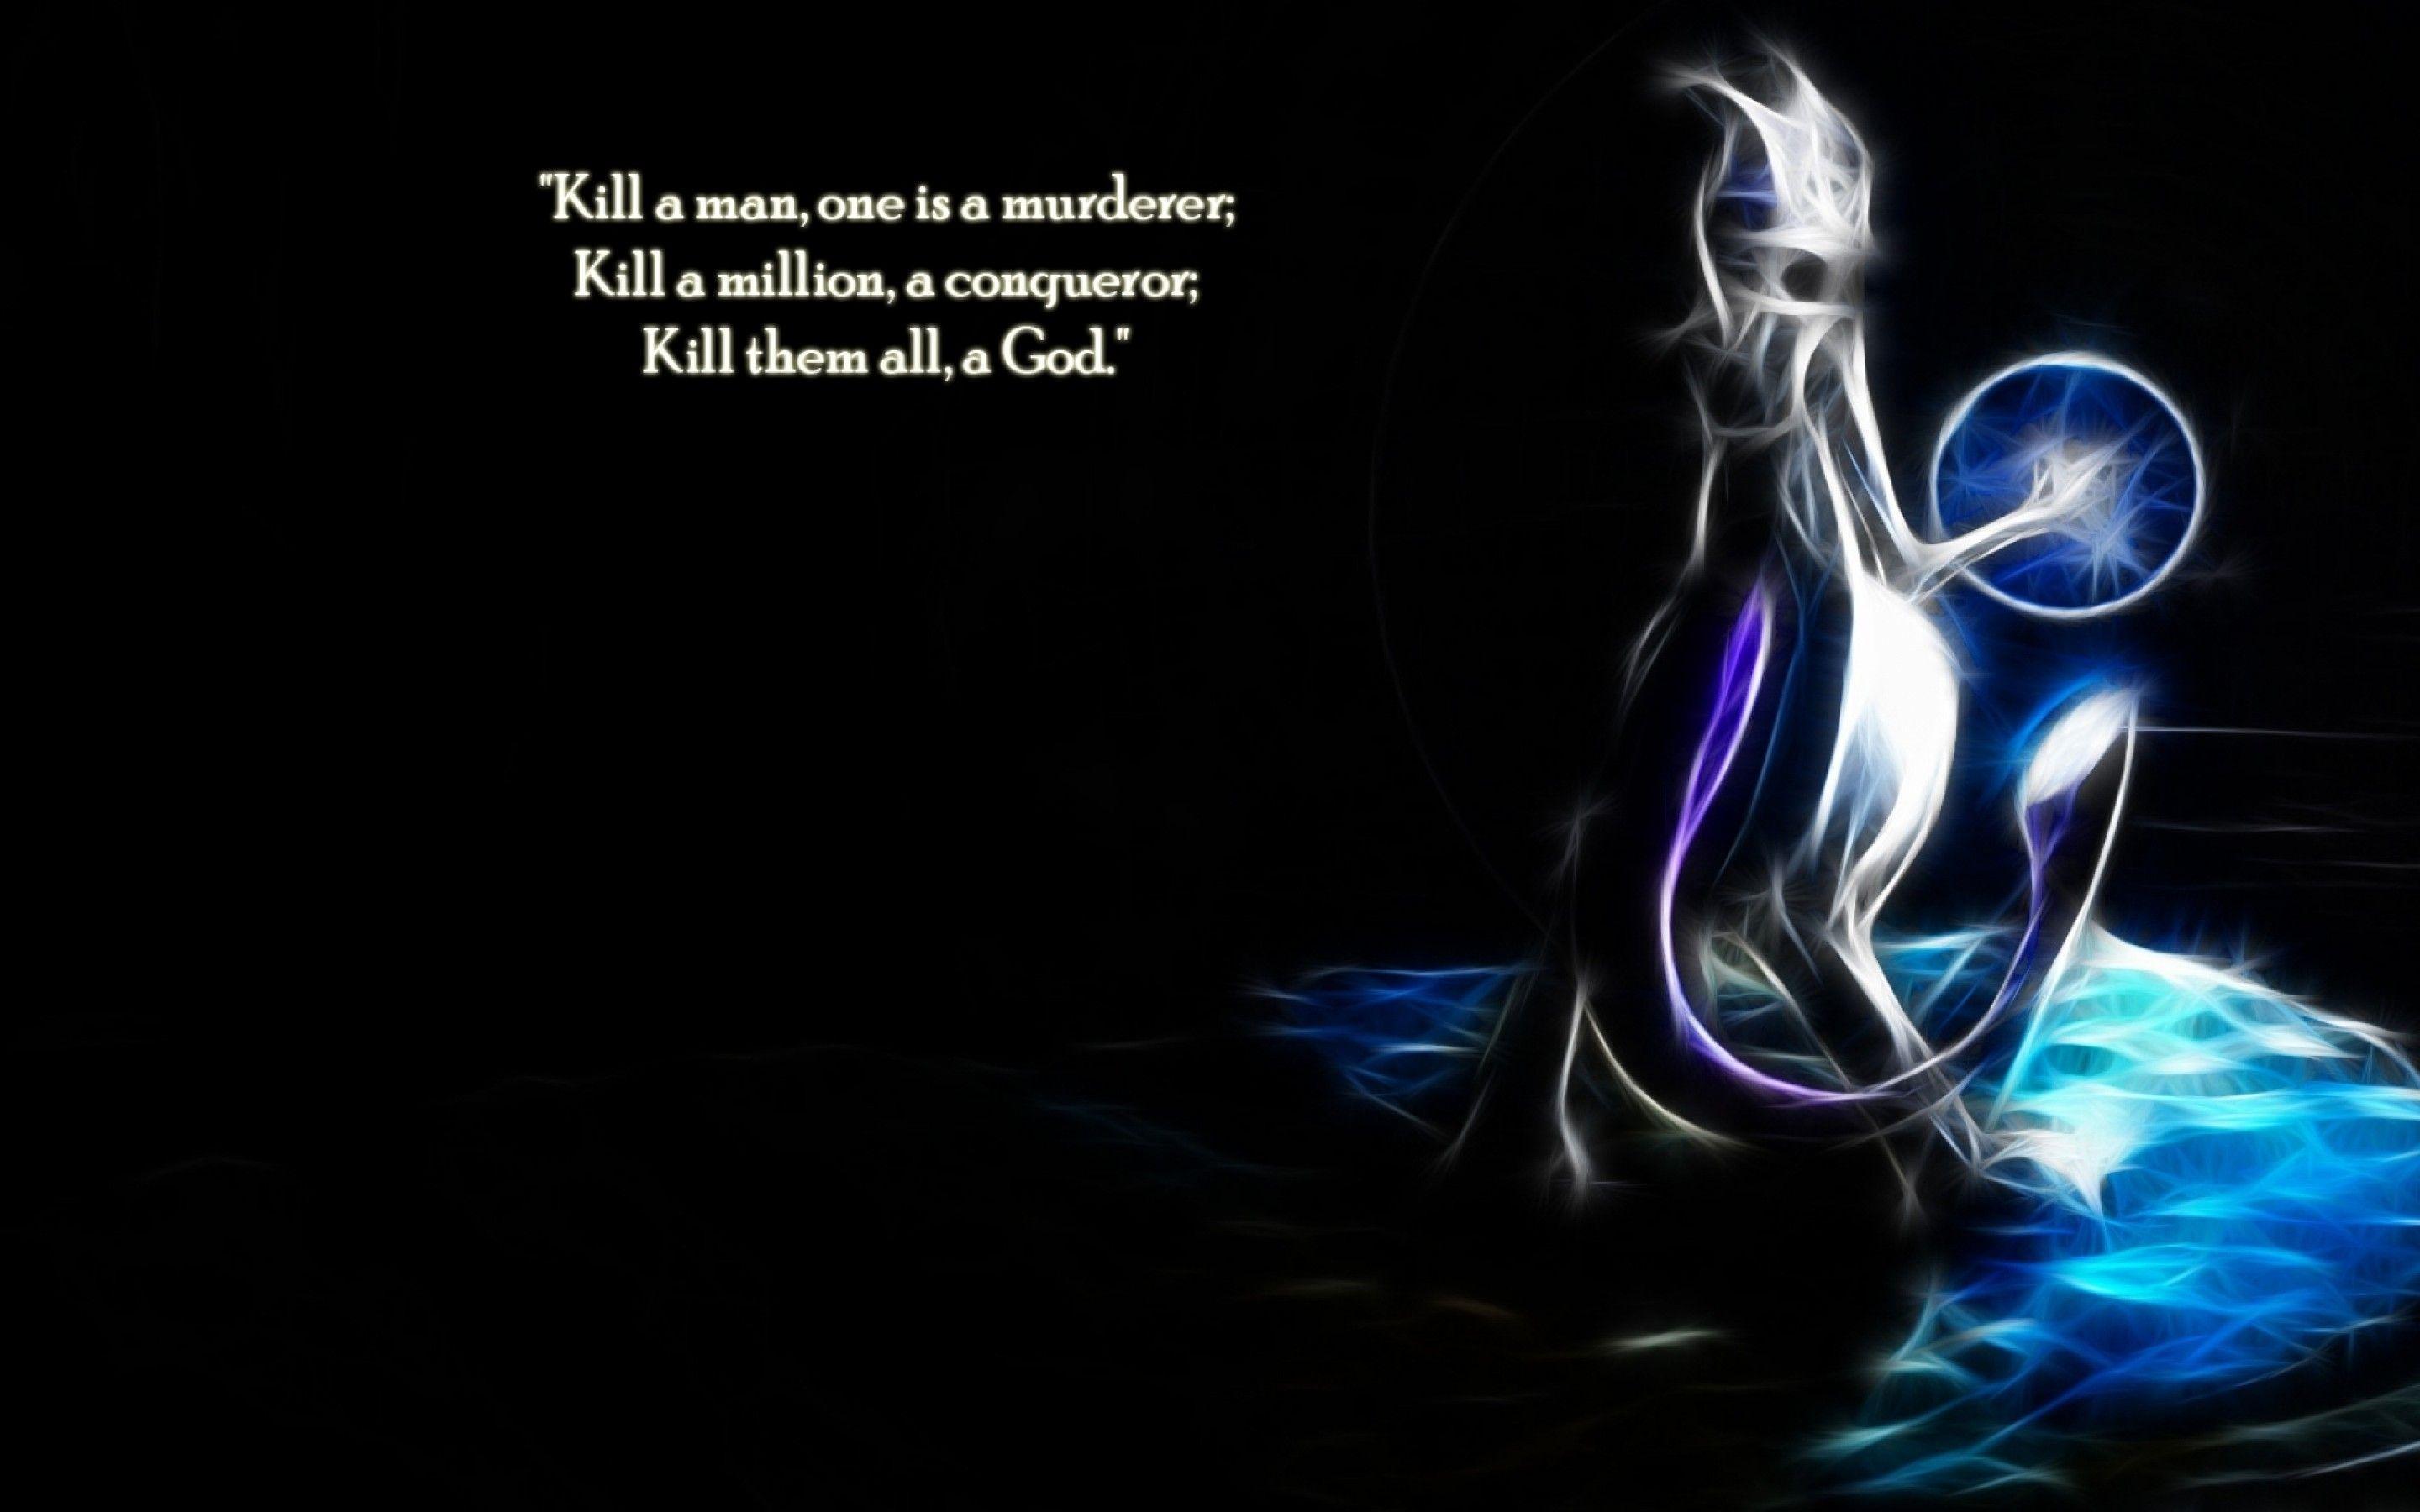 "Kill a man, one is a murderer;
Kill a million, a conqueror;
Kill them all, a God."